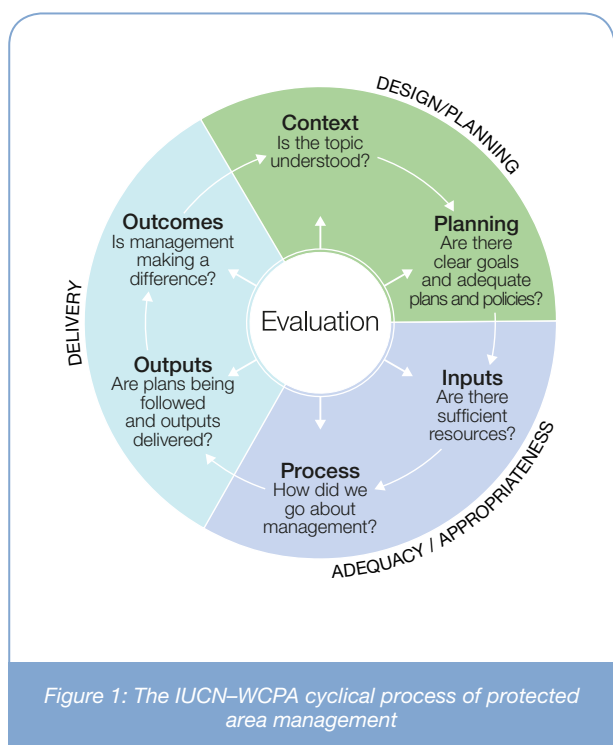 DESIGN/PLANNING
Context
Is the topic
understood?
Planning
Are there
clear goals
and adequate
plans and policies?
Inputs
Are there
sufficient
resources?
ADEQUACY / APPROPRIATENESS
Process
How did we
go about
management?
Outputs
Are plans being
followed
and outputs
delivered?
DELIVERY
Outcomes
Is management
making a
difference?
Evaluation
Figure 1: The IUCN–WCPA cyclical process of protected
area management